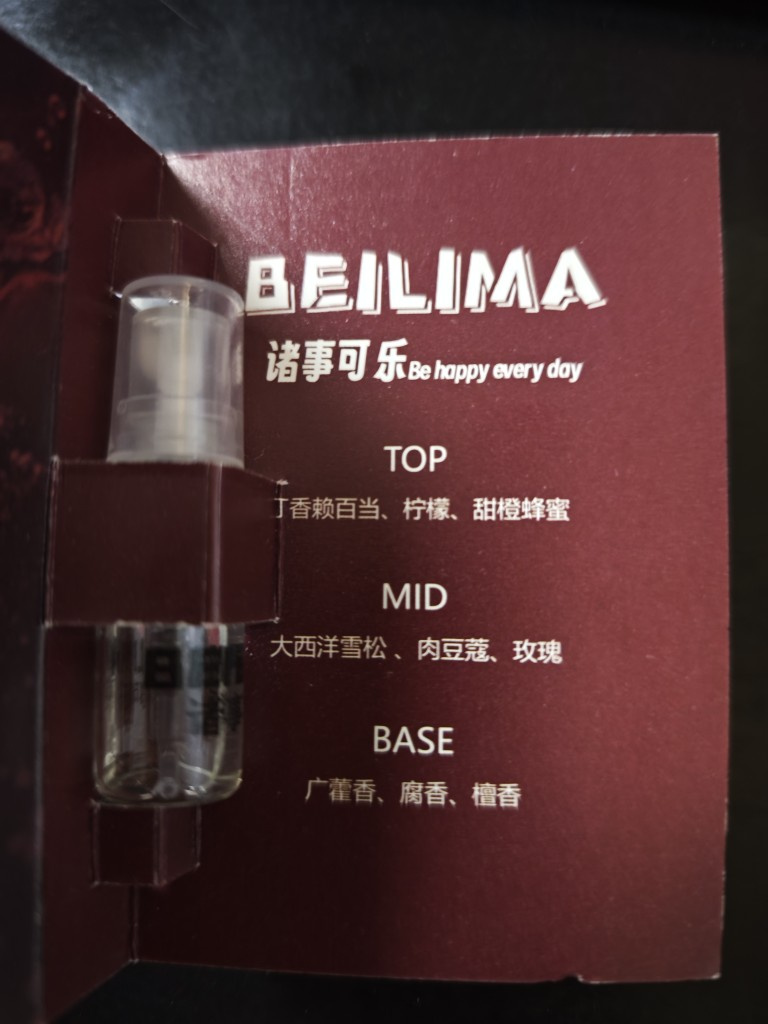 BEILIMA
诸事可乐 Be happy every day
TOP
丁香赖百当、柠檬、甜橙蜂蜜
MID
大西洋雪松、肉豆蔻、玫瑰
BASE
广藿香、腐香、檀香
BEI